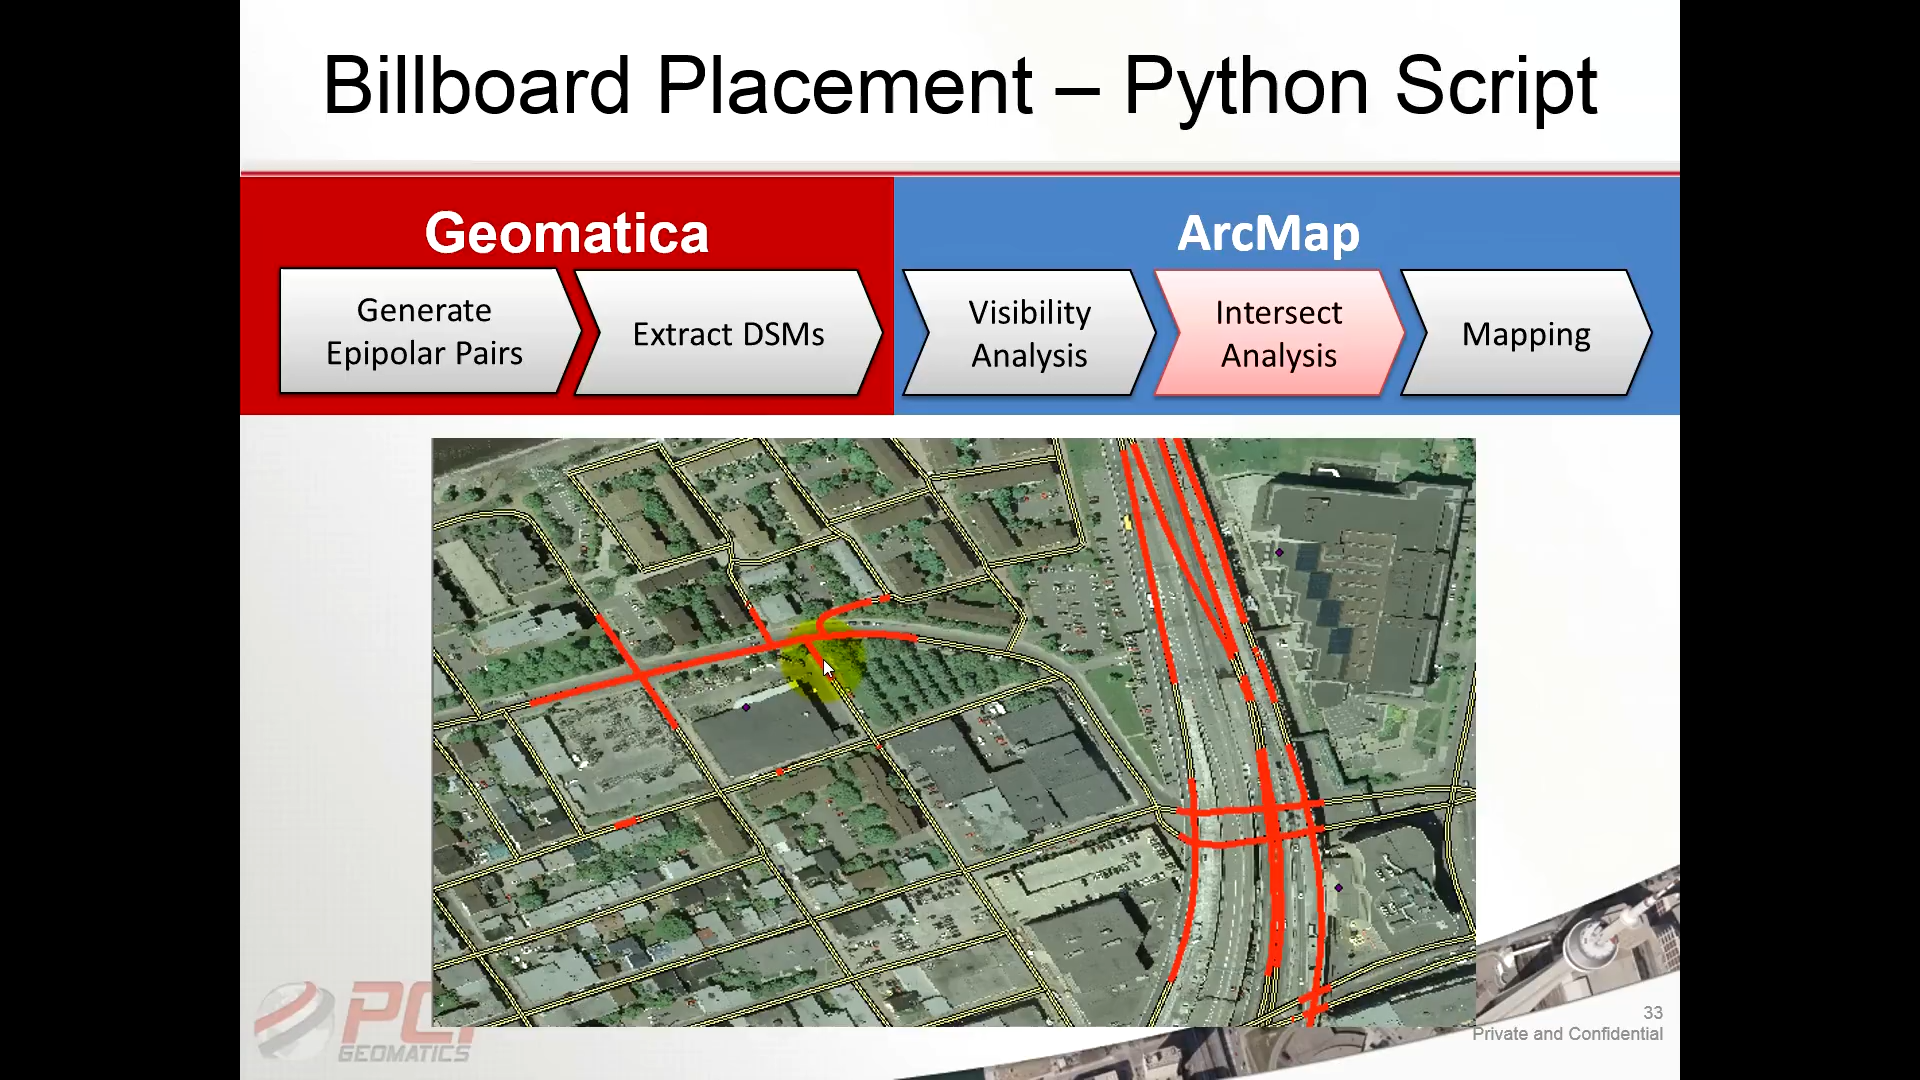 Billboard Placement – Python Script
Geomatica
ArcMap
Generate
Epipolar Pairs
Extract DSMs
Visibility
Analysis
Intersect
Analysis
Mapping
PCI
GEOMATICS
33
Private and Confidential